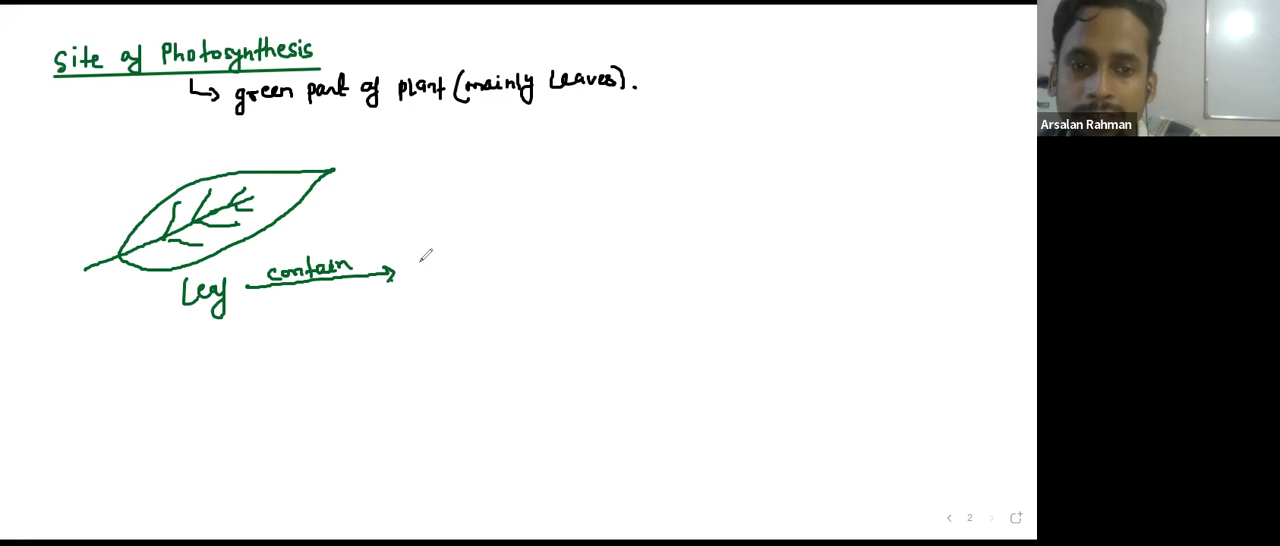 Site of Photosynthesis
↳ green part of plant (mainly Leaves).
Arsalan Rahman
contain
Leaf
2